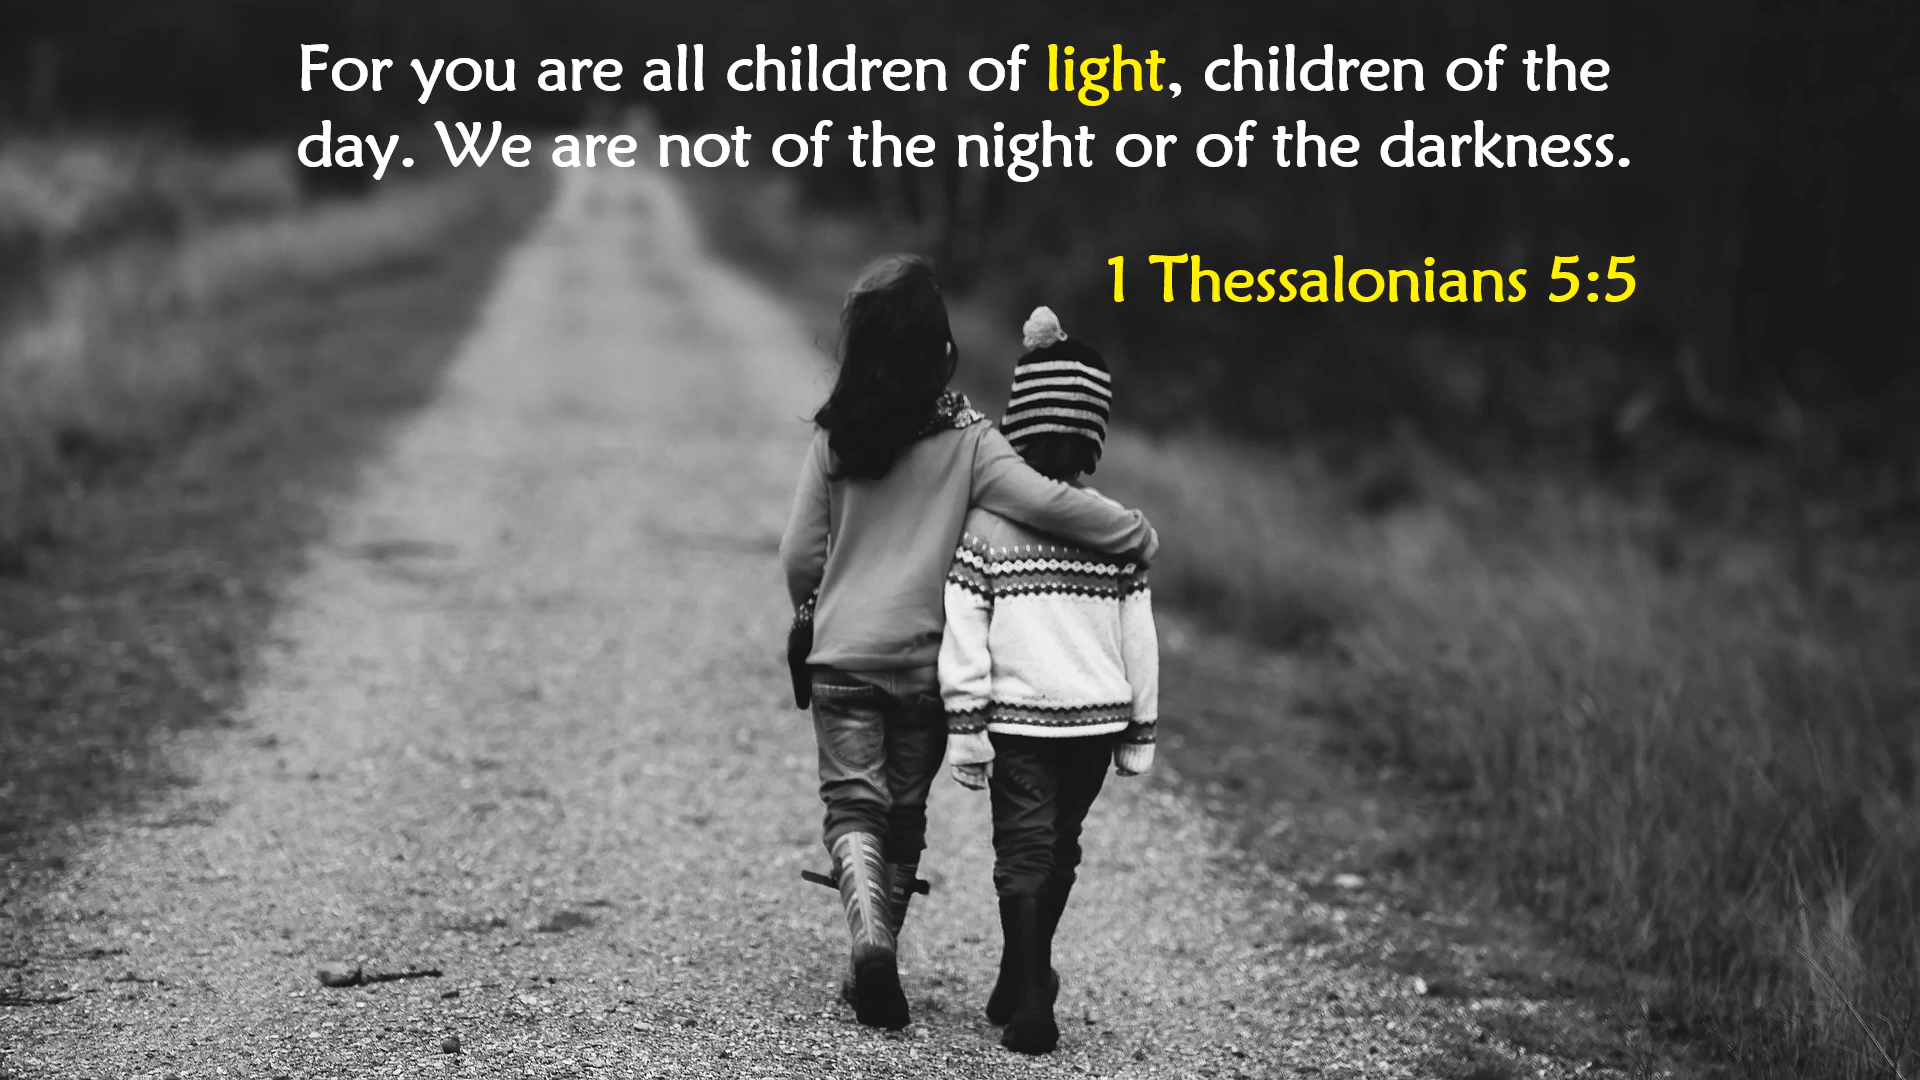 For you are all children of light, children of the
day. We are not of the night or of the darkness.
1 Thessalonians 5:5